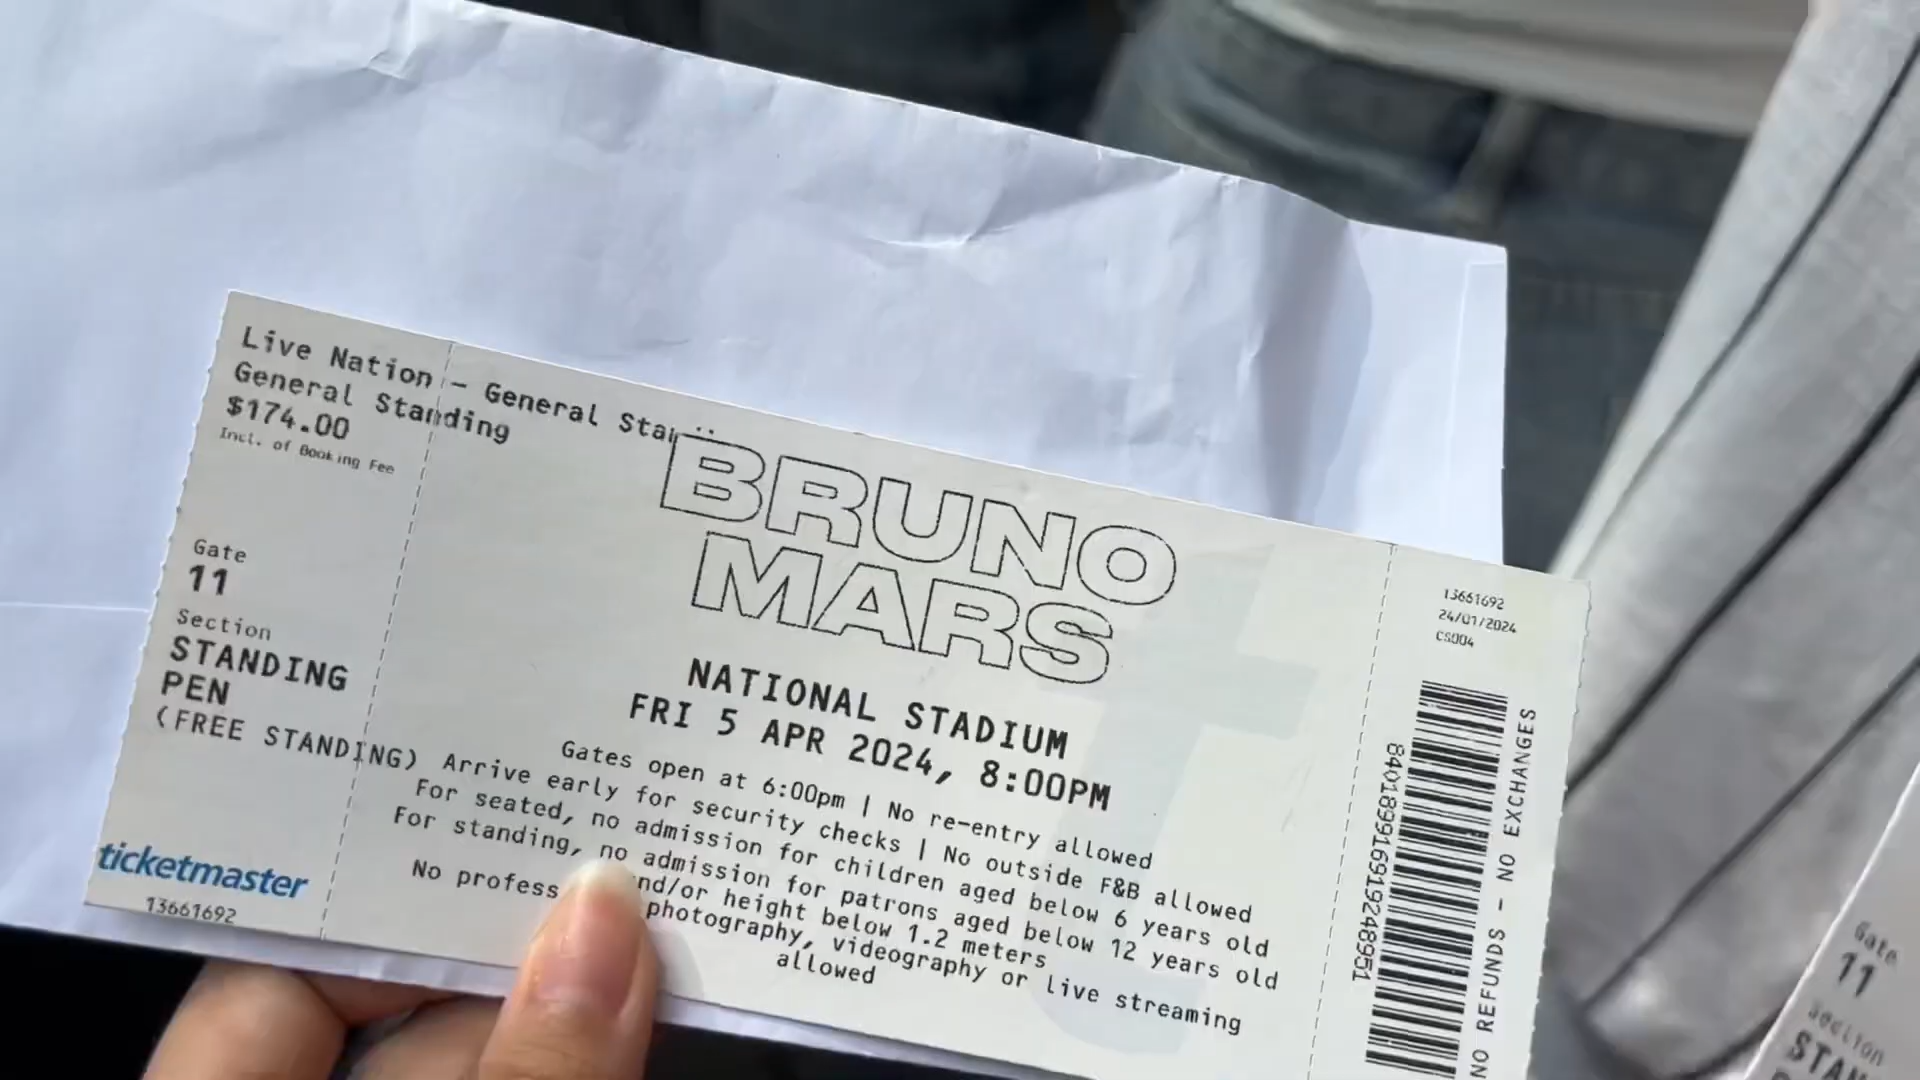 Live Nation – General
General Standing
$174.00
Incl. of Booking Fee
Gate
11
Section
STANDING
PEN
(FREE STANDING)
ticketmaster
13661692
BRUNO
MARS
NATIONAL STADIUM
FRI 5 APR 2024, 8:00PM
Gates open at 6:00pm | No re-entry allowed
Arrive early for security checks | No outside F&B allowed
For seated, no admission for children aged below 6 years old
For standing, no admission for patrons aged below 12 years old
and/or height below 1.2 meters
No photography, videography or live streaming
allowed
13661692
24/01/2024
CS004
8401899169192489​51
NO REFUNDS – NO EXCHANGES
Gate
11
Section